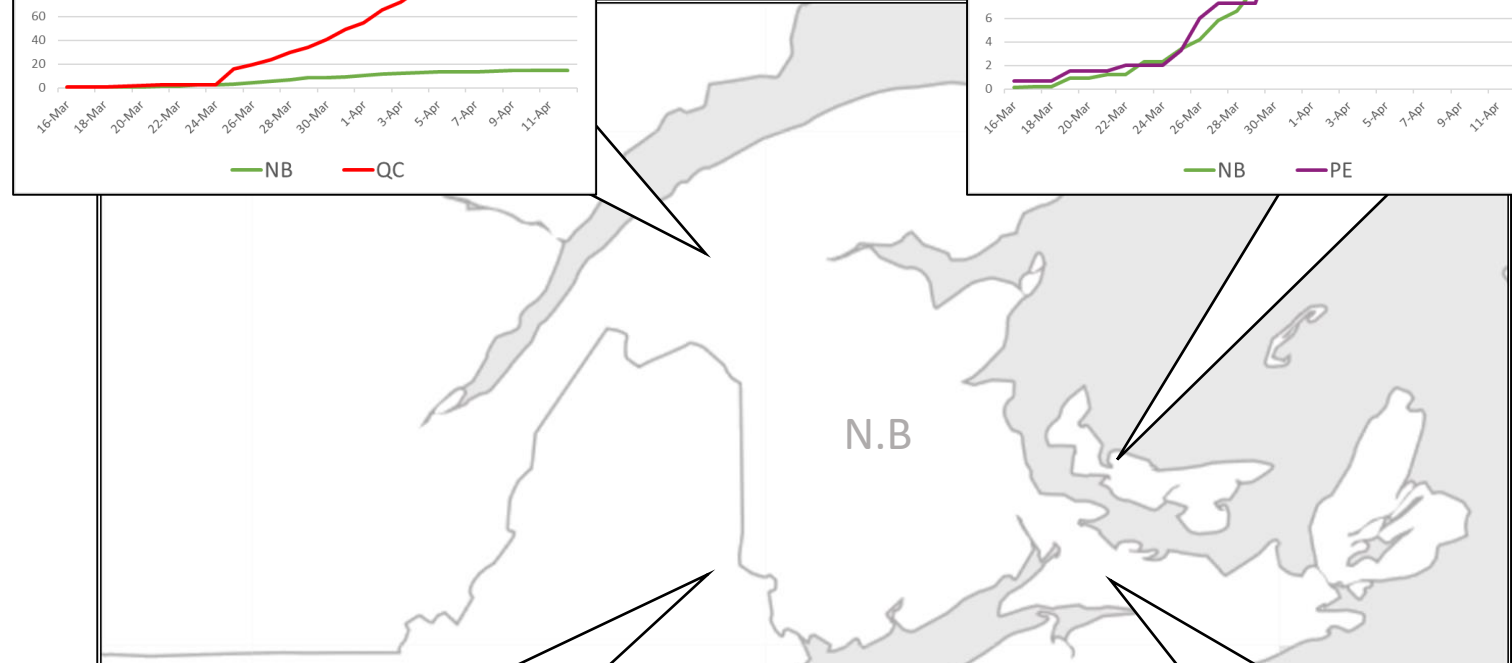 60
40
20
0
16-Mar 18-Mar 20-Mar 22-Mar 24-Mar 26-Mar 28-Mar 30-Mar 1-Apr 3-Apr 5-Apr 7-Apr 9-Apr 11-Apr
NB QC
6
4
2
0
16-Mar 18-Mar 20-Mar 22-Mar 24-Mar 26-Mar 28-Mar 30-Mar 1-Apr 3-Apr 5-Apr 7-Apr 9-Apr 11-Apr
NB PE
N.B